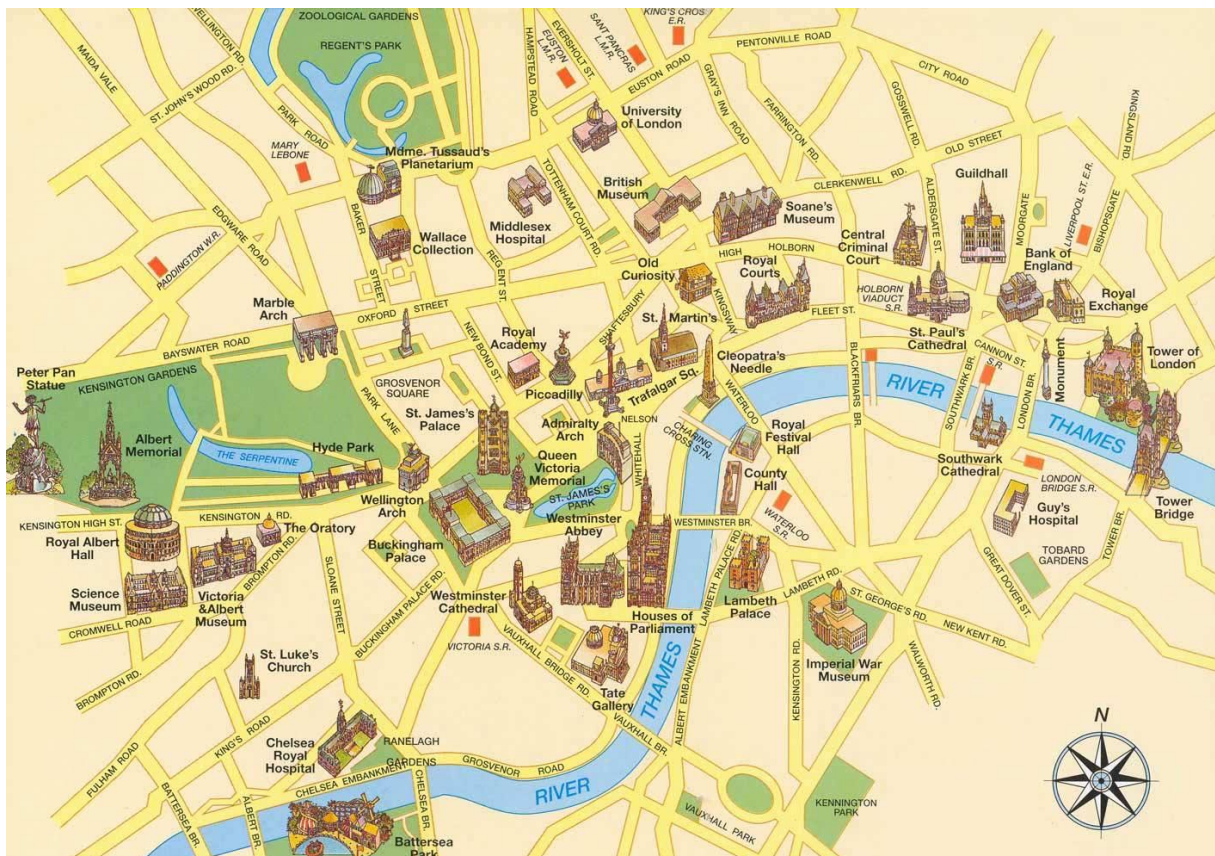 ZOOLOGICAL GARDENS
REGENT'S PARK
WELLINGTON RD.
MAIDA VALE
ST. JOHN'S WOOD RD.
PARK ROAD
HAMPSTEAD ROAD
EVERSHOLT ST.
EUSTON
L.M.R.
SANT PANCRAS
L.M.R.
KING'S CROS.
E.R.
EUSTON ROAD
PENTONVILLE ROAD
CITY ROAD
GRAY'S INN ROAD
FARRINGTON RD.
GOSSWELL RD.
OLD STREET
KINGSLAND RD.
University
of London
MARY
LEBONE
Mdme. Tussaud's
Planetarium
TOTTENHAM COURT RD.
British
Museum
CLERKENWELL RD.
Soane's
Museum
ALDERSGATE ST.
Guildhall
MOORGATE
LIVERPOOL ST. E.R.
BISHOPSGATE
EDGWARE ROAD
PADDINGTON W.R.
BAKER
STREET
Wallace
Collection
Middlesex
Hospital
REGENT ST.
Central
Criminal
Court
HIGH
HOLBORN
Old
Curiosity
Royal
Courts
KINGSWAY
Bank of
England
HOLBORN
VIADUCT
S.R.
Royal
Exchange
Marble
Arch
OXFORD STREET
NEW BOND ST.
Royal
Academy
SHAFTESBURY
St. Martin's
FLEET ST.
St. Paul's
Cathedral
CANNON ST.
S.R.
Monument
Tower of
London
BAYSWATER ROAD
Peter Pan
Statue
KENSINGTON GARDENS
GROSVENOR
SQUARE
PARK LANE
Piccadilly
Trafalgar Sq.
Cleopatra's
Needle
WATERLOO
BLACKFRIARS BR.
RIVER
SOUTHWARK BR.
LONDON BR.
THAMES
St. James's
Palace
Admiralty
Arch
NELSON
CHARING
CROSS STN.
Royal
Festival
Hall
Albert
Memorial
THE SERPENTINE
Hyde Park
Queen
Victoria
Memorial
WHITEHALL
County
Hall
Southwark
Cathedral
LONDON
BRIDGE S.R.
Wellington
Arch
ST. JAMES'S
PARK
WATERLOO
S.R.
Guy's
Hospital
Tower
Bridge
KENSINGTON HIGH ST.
KENSINGTON RD.
The Oratory
Westminster
Abbey
WESTMINSTER BR.
Royal Albert
Hall
Buckingham
Palace
TOBARD
GARDENS
TOWER BR.
BROMPTON RD.
SLOANE STREET
BUCKINGHAM PALACE RD.
Science
Museum
Victoria
&Albert
Museum
Westminster
Cathedral
LAMBETH PALACE RD.
Lambeth
Palace
LAMBETH RD.
ST. GEORGE'S RD.
GREAT DOVER ST.
Houses of
Parliament
NEW KENT RD.
CROMWELL ROAD
VICTORIA S.R.
VAUXHALL BRIDGE RD.
Imperial War
Museum
St. Luke's
Church
Tate
Gallery
THAMES
ALBERT EMBANKMENT
KENSINGTON RD.
WALWORTH RD.
BROMPTON RD.
KING'S ROAD
VAUXHALL BR.
N
Chelsea
Royal
Hospital
RANELAGH
GARDENS
GROSVENOR ROAD
FULHAM ROAD
CHELSEA EMBANKMENT
RIVER
BATTERSEA BR.
ALBERT BR.
CHELSEA BR.
VAUXHALL PARK
KENNINGTON
PARK
Battersea
Park